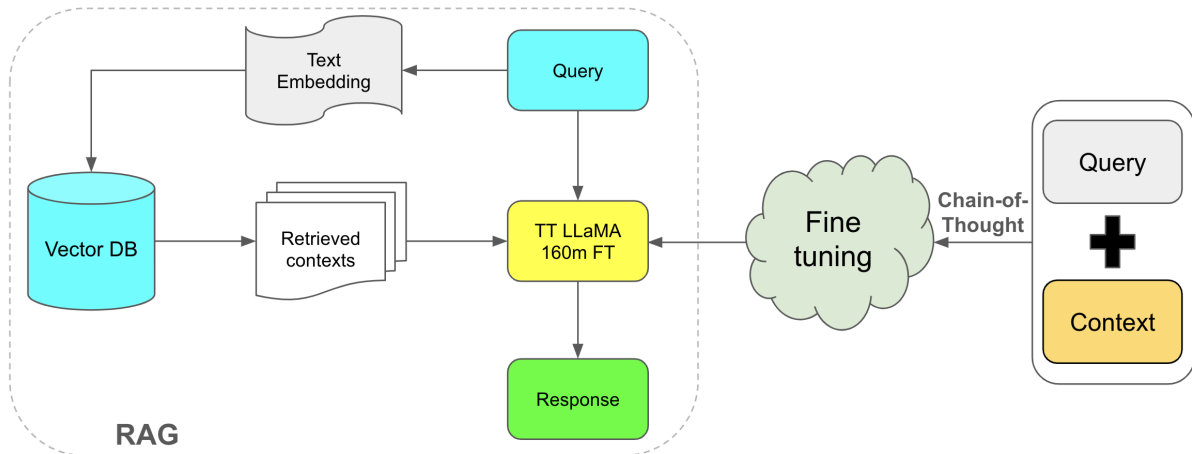 Text
Embedding
Query
Vector DB
Retrieved
contexts
TT LLaMA
160m FT
Response
RAG
Fine
tuning
Chain-of-
Thought
Query
Context